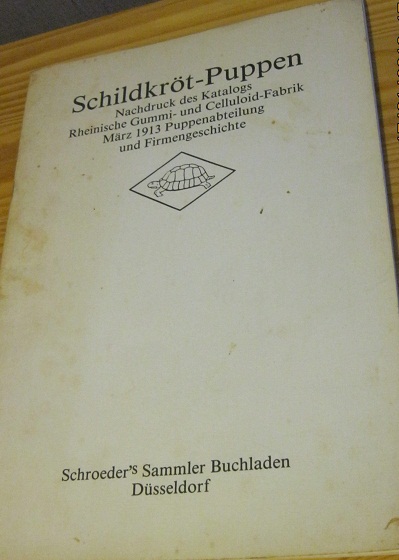 Schildkröt-Puppen
Nachdruck des Katalogs
Rheinische Gummi- und Celluloid-Fabrik
März 1913 Puppenabteilung
und Firmengeschichte
Schroeder's Sammler Buchladen
Düsseldorf